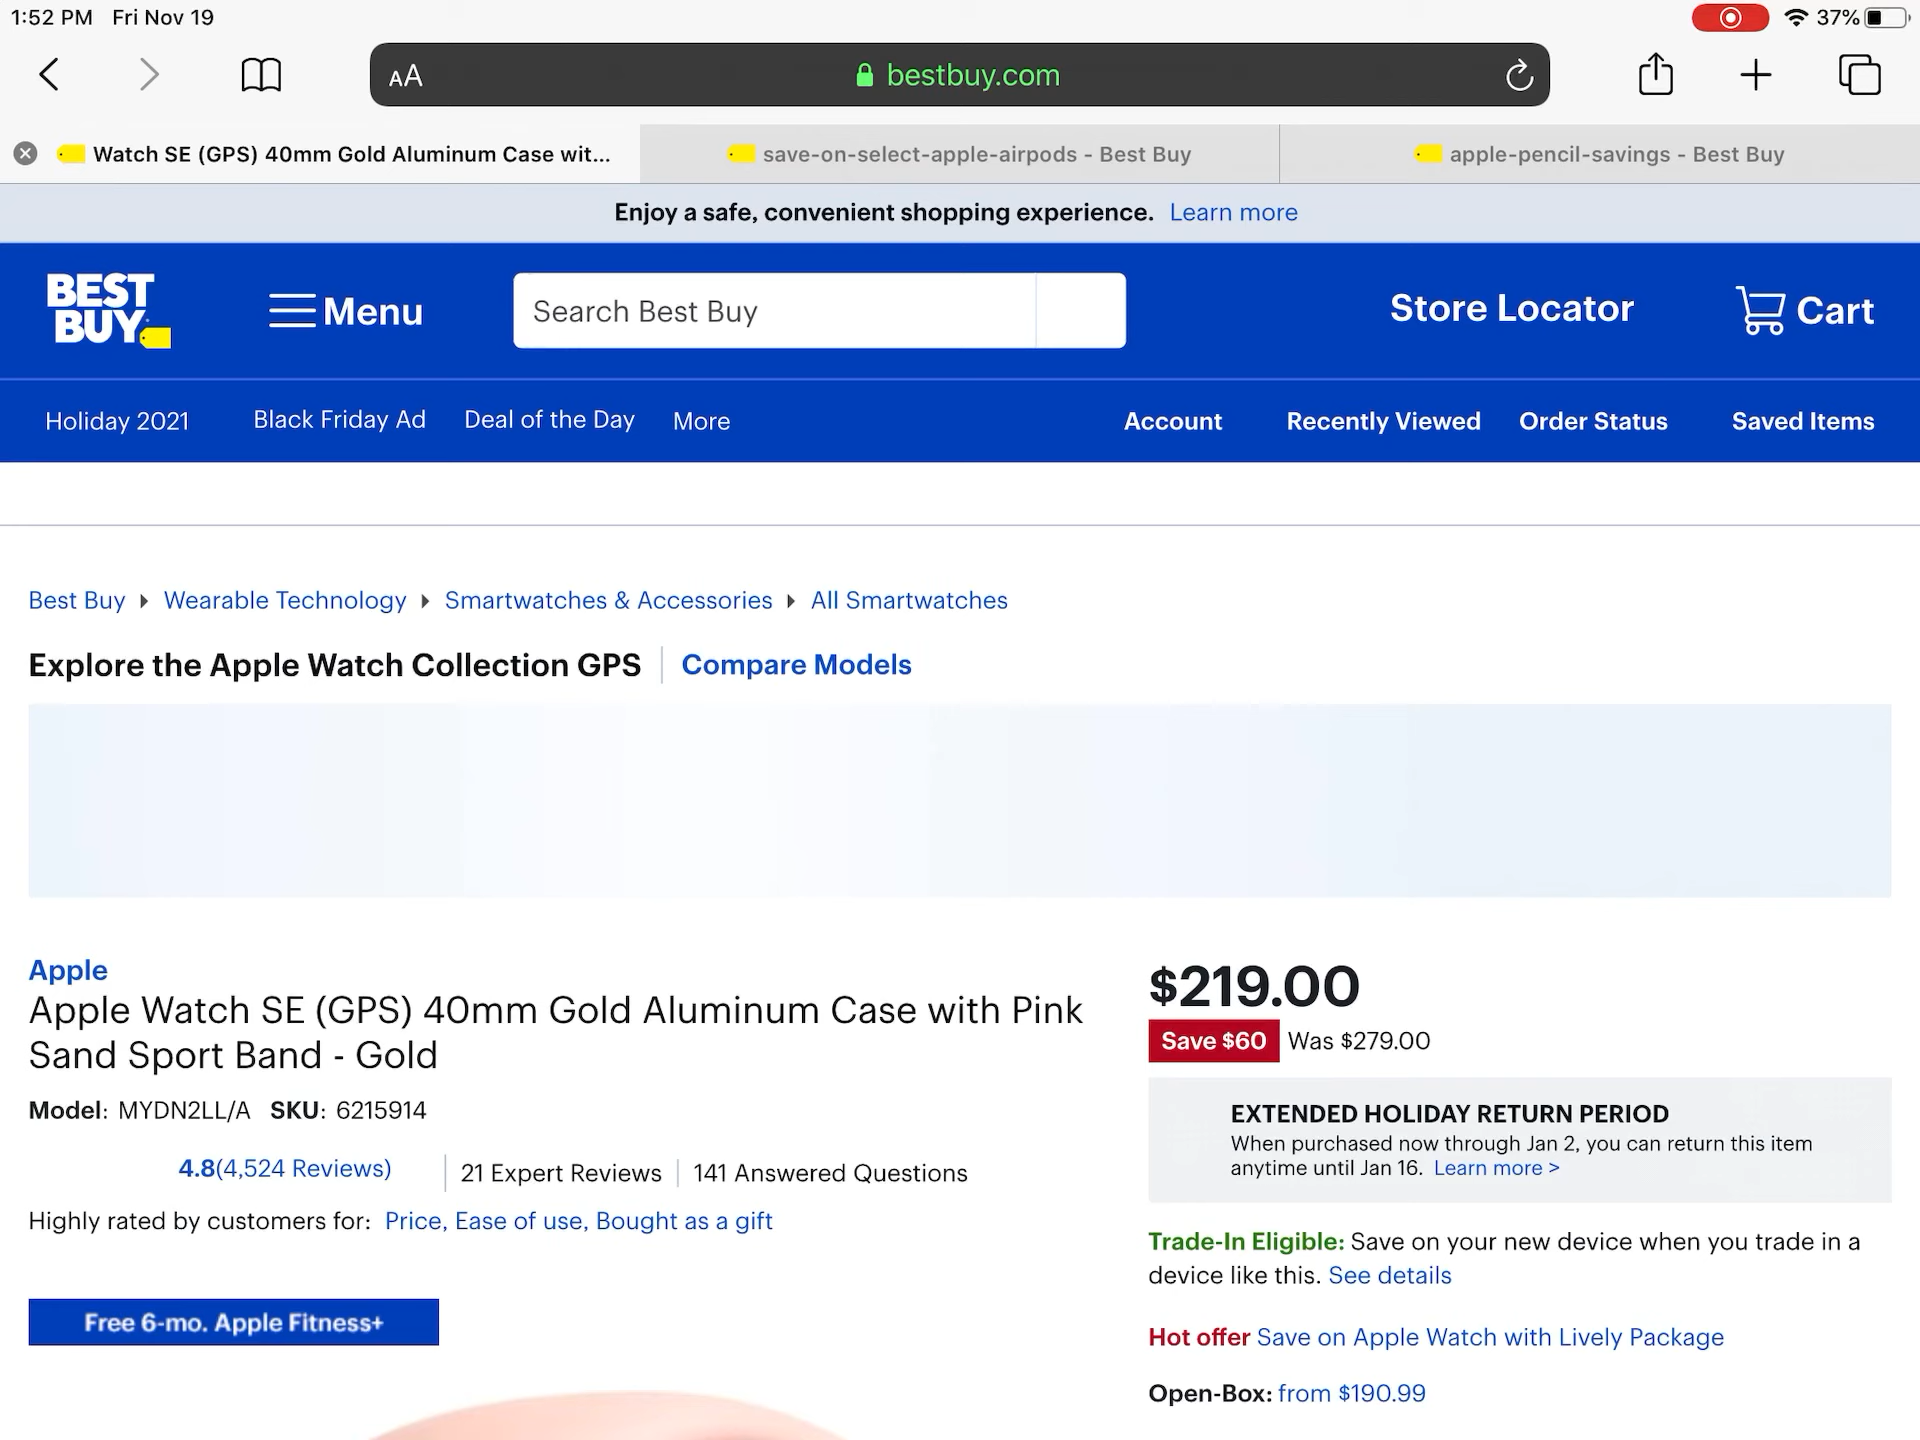 1:52 PM Fri Nov 19 37%
AA bestbuy.com
Watch SE (GPS) 40mm Gold Aluminum Case wit... save-on-select-apple-airpods - Best Buy apple-pencil-savings - Best Buy
Enjoy a safe, convenient shopping experience. Learn more
BEST
BUY
Menu Search Best Buy Store Locator Cart
Holiday 2021 Black Friday Ad Deal of the Day More Account Recently Viewed Order Status Saved Items
Best Buy Wearable Technology Smartwatches & Accessories All Smartwatches
Explore the Apple Watch Collection GPS Compare Models
Apple
Apple Watch SE (GPS) 40mm Gold Aluminum Case with Pink
Sand Sport Band - Gold
Model: MYDN2LL/A SKU: 6215914
4.8(4,524 Reviews) 21 Expert Reviews 141 Answered Questions
Highly rated by customers for: Price, Ease of use, Bought as a gift
Free 6-mo. Apple Fitness+
$219.00
Save $60 Was $279.00
EXTENDED HOLIDAY RETURN PERIOD
When purchased now through Jan 2, you can return this item
anytime until Jan 16. Learn more >
Trade-In Eligible: Save on your new device when you trade in a
device like this. See details
Hot offer Save on Apple Watch with Lively Package
Open-Box: from $190.99